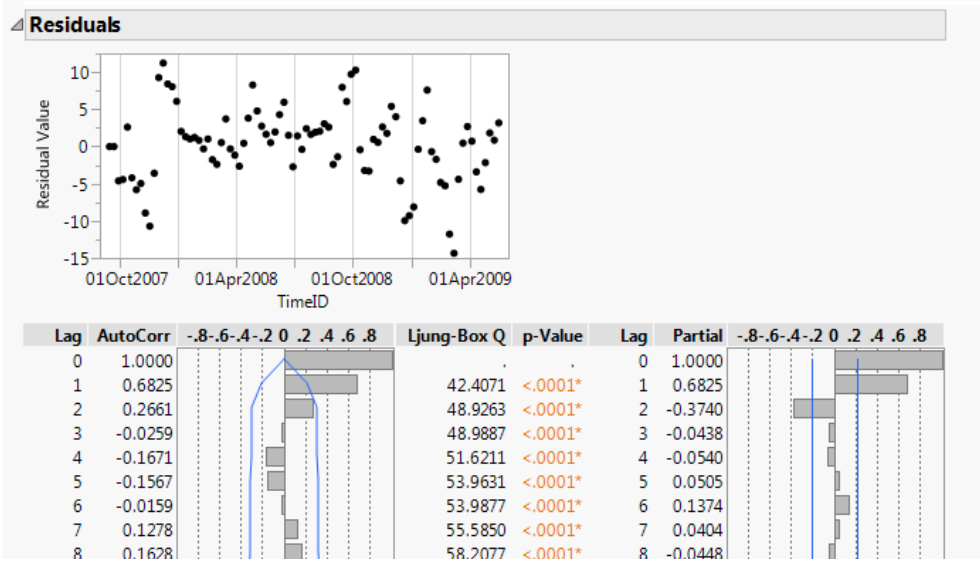 Residuals
10
5
0
-5
-10
-15
Residual Value
01Oct2007 01Apr2008 01Oct2008 01Apr2009
TimeID
Lag AutoCorr -.8-.6-.4-.2 0 .2 .4 .6 .8 Ljung-Box Q p-Value Lag Partial -.8-.6-.4-.2 0 .2 .4 .6 .8
0 1.0000 . . 0 1.0000
1 0.6825 42.4071 <.0001* 1 0.6825
2 0.2661 48.9263 <.0001* 2 -0.3740
3 -0.0259 48.9887 <.0001* 3 -0.0438
4 -0.1671 51.6211 <.0001* 4 -0.0540
5 -0.1567 53.9631 <.0001* 5 0.0505
6 -0.0159 53.9877 <.0001* 6 0.1374
7 0.1278 55.5850 <.0001* 7 0.0404
8 0.1628 58.2077 <.0001* 8 -0.0448